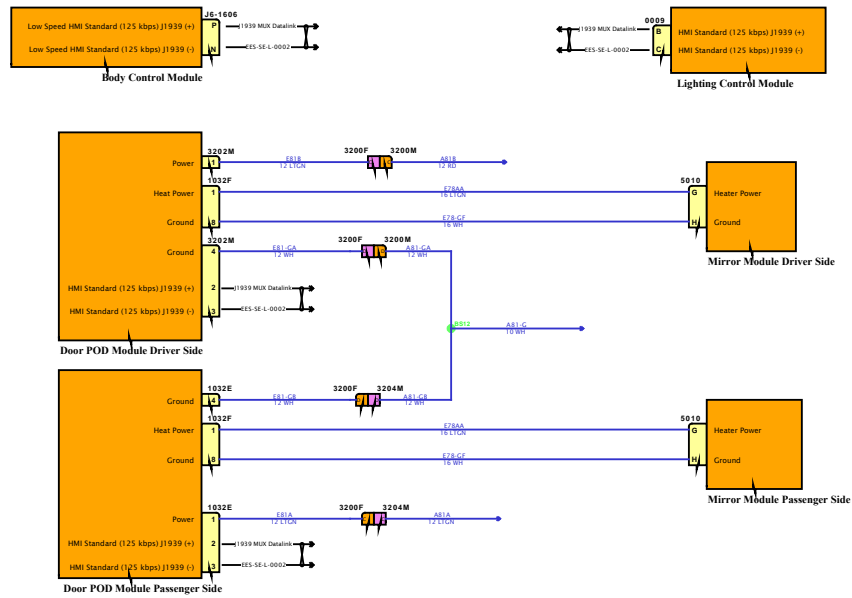 J6-1606
Low Speed HMI Standard (125 kbps) J1939 (+)
P
J1939 MUX Datalink
Low Speed HMI Standard (125 kbps) J1939 (-)
N
EES-SE-L-0002
Body Control Module
0009
J1939 MUX Datalink
B
HMI Standard (125 kbps) J1939 (+)
EES-SE-L-0002
C
HMI Standard (125 kbps) J1939 (-)
Lighting Control Module
3202M
Power
1
E81B
12 LTGN
3200F
3200M
A81B
12 RD
1032F
Heat Power
1
E78AA
16 LTGN
5010
G
Heater Power
Ground
8
E78-GF
16 WH
H
Ground
Mirror Module Driver Side
3202M
Ground
4
E81-GA
12 WH
3200F
3200M
A81-GA
12 WH
HMI Standard (125 kbps) J1939 (+)
2
J1939 MUX Datalink
HMI Standard (125 kbps) J1939 (-)
3
EES-SE-L-0002
Door POD Module Driver Side
A81-G
10 WH
1032E
Ground
4
E81-GB
12 WH
3200F
3204M
A81-GB
12 WH
1032F
Heat Power
1
E78AA
16 LTGN
5010
G
Heater Power
Ground
8
E78-GF
16 WH
H
Ground
Mirror Module Passenger Side
1032E
Power
1
E81A
12 LTGN
3200F
3204M
A81A
12 LTGN
HMI Standard (125 kbps) J1939 (+)
2
J1939 MUX Datalink
HMI Standard (125 kbps) J1939 (-)
3
EES-SE-L-0002
Door POD Module Passenger Side